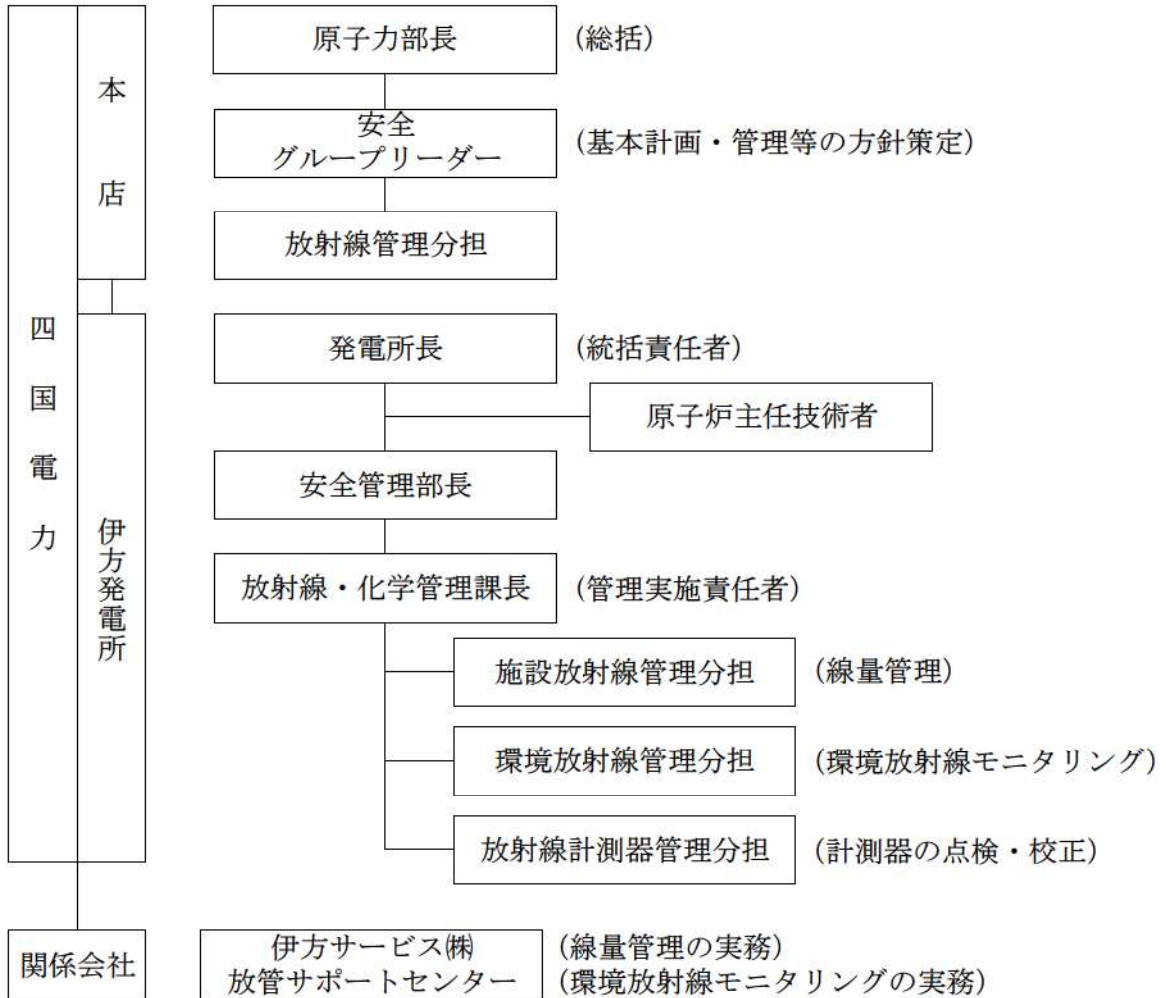 四国電力
本店
原子力部長 (総括)
安全
グループリーダー (基本計画・管理等の方針策定)
放射線管理分担
伊方発電所
発電所長 (統括責任者)
原子炉主任技術者
安全管理部長
放射線・化学管理課長 (管理実施責任者)
施設放射線管理分担 (線量管理)
環境放射線管理分担 (環境放射線モニタリング)
放射線計測器管理分担 (計測器の点検・校正)
関係会社
伊方サービス㈱ (線量管理の実務)
放管サポートセンター (環境放射線モニタリングの実務)